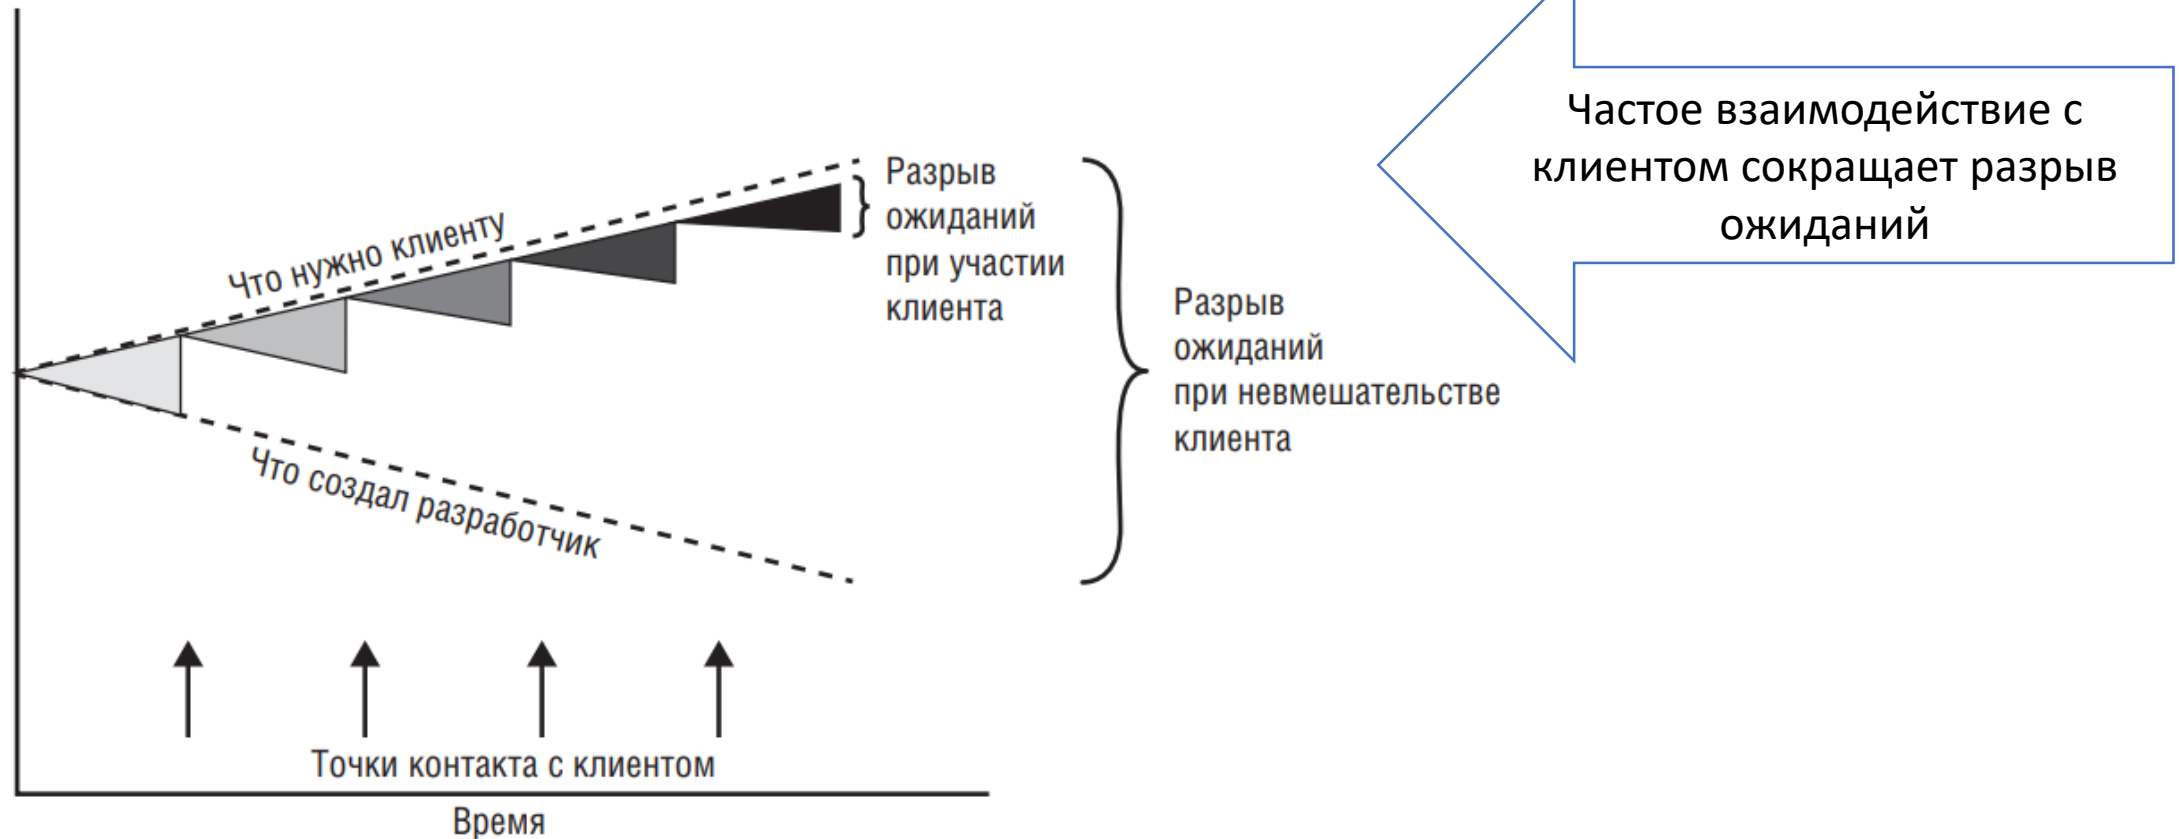 Частое взаимодействие с
клиентом сокращает разрыв
ожиданий
Что нужно клиенту
Разрыв
ожиданий
при участии
клиента
Разрыв
ожиданий
при невмешательстве
клиента
Что создал разработчик
Точки контакта с клиентом
Время